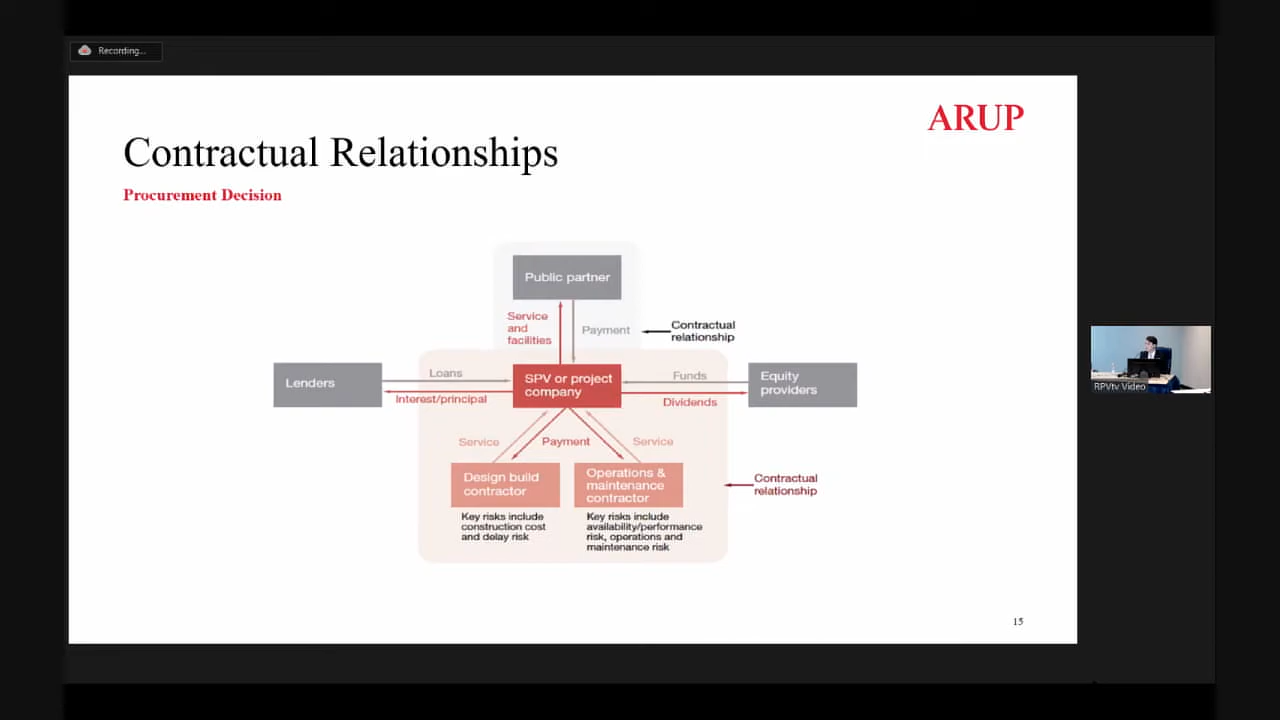 Recording...
ARUP
Contractual Relationships
Procurement Decision
Public partner
Service
and
facilities
Payment
Contractual
relationship
Lenders
Loans
Interest/principal
SPV or project
company
Funds
Dividends
Equity
providers
Service
Payment
Service
Design build
contractor
Operations &
maintenance
contractor
Contractual
relationship
Key risks include
construction cost
and delay risk
Key risks include
availability/performance
risk, operations and
maintenance risk
RPVtv Video
15